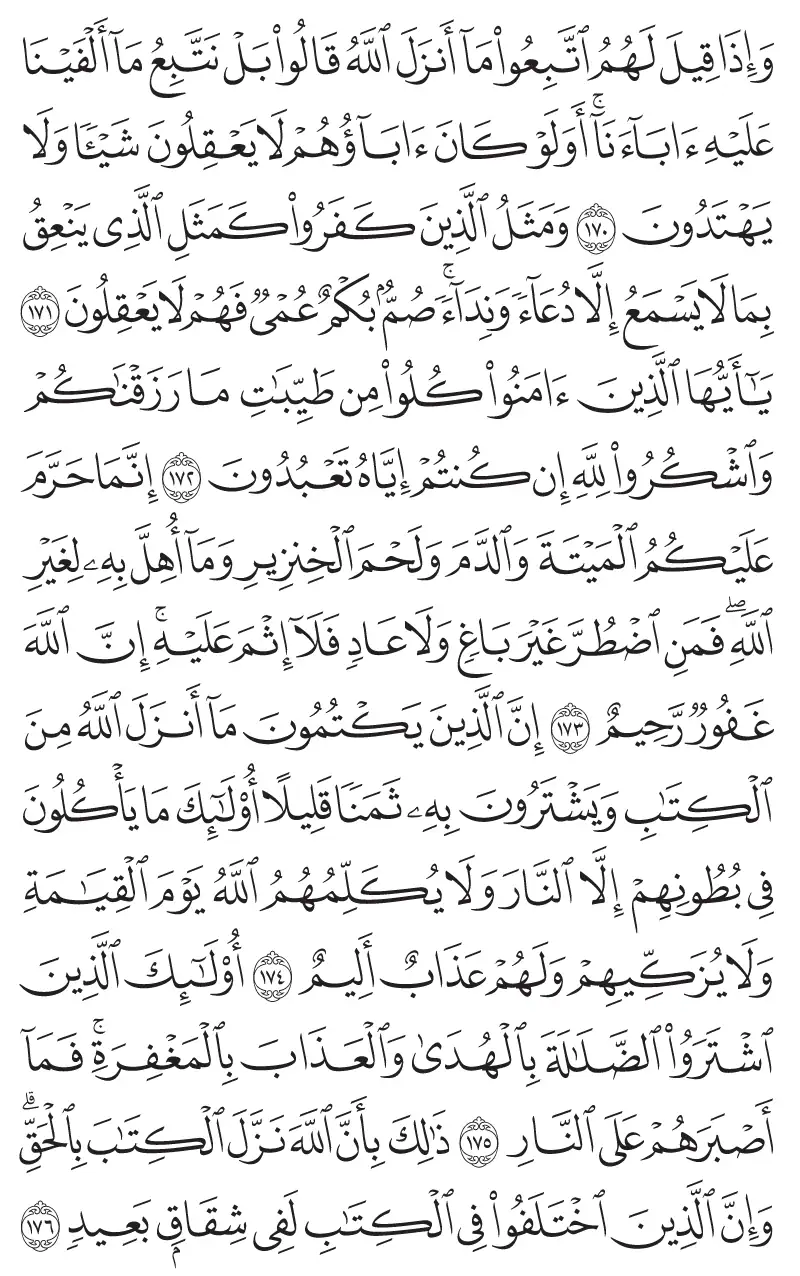 وَإِذَا قِيلَ لَهُمُ ٱتَّبِعُوا۟ مَآ أَنزَلَ ٱللَّهُ قَالُوا۟ بَلْ نَتَّبِعُ مَآ أَلْفَيْنَا
عَلَيْهِ ءَابَآءَنَآ ۚ أَوَلَوْ كَانَ ءَابَآؤُهُمْ لَا يَعْقِلُونَ شَيْـًٔا وَلَا
يَهْتَدُونَ ١٧٠ وَمَثَلُ ٱلَّذِينَ كَفَرُوا۟ كَمَثَلِ ٱلَّذِى يَنْعِقُ
بِمَا لَا يَسْمَعُ إِلَّا دُعَآءً وَنِدَآءً ۚ صُمٌّۢ بُكْمٌ عُمْىٌ فَهُمْ لَا يَعْقِلُونَ ١٧١
يَـٰٓأَيُّهَا ٱلَّذِينَ ءَامَنُوا۟ كُلُوا۟ مِن طَيِّبَـٰتِ مَا رَزَقْنَـٰكُمْ
وَٱشْكُرُوا۟ لِلَّهِ إِن كُنتُمْ إِيَّاهُ تَعْبُدُونَ ١٧٢ إِنَّمَا حَرَّمَ
عَلَيْكُمُ ٱلْمَيْتَةَ وَٱلدَّمَ وَلَحْمَ ٱلْخِنزِيرِ وَمَآ أُهِلَّ بِهِۦ لِغَيْرِ
ٱللَّهِ ۖ فَمَنِ ٱضْطُرَّ غَيْرَ بَاغٍ وَلَا عَادٍ فَلَآ إِثْمَ عَلَيْهِ ۚ إِنَّ ٱللَّهَ
غَفُورٌ رَّحِيمٌ ١٧٣ إِنَّ ٱلَّذِينَ يَكْتُمُونَ مَآ أَنزَلَ ٱللَّهُ مِنَ
ٱلْكِتَـٰبِ وَيَشْتَرُونَ بِهِۦ ثَمَنًا قَلِيلًا أُو۟لَـٰٓئِكَ مَا يَأْكُلُونَ
فِى بُطُونِهِمْ إِلَّا ٱلنَّارَ وَلَا يُكَلِّمُهُمُ ٱللَّهُ يَوْمَ ٱلْقِيَـٰمَةِ
وَلَا يُزَكِّيهِمْ وَلَهُمْ عَذَابٌ أَلِيمٌ ١٧٤ أُو۟لَـٰٓئِكَ ٱلَّذِينَ
ٱشْتَرَوُا۟ ٱلضَّلَـٰلَةَ بِٱلْهُدَىٰ وَٱلْعَذَابَ بِٱلْمَغْفِرَةِ ۚ فَمَآ
أَصْبَرَهُمْ عَلَى ٱلنَّارِ ١٧٥ ذَٰلِكَ بِأَنَّ ٱللَّهَ نَزَّلَ ٱلْكِتَـٰبَ بِٱلْحَقِّ ۗ
وَإِنَّ ٱلَّذِينَ ٱخْتَلَفُوا۟ فِى ٱلْكِتَـٰبِ لَفِى شِقَاقٍۭ بَعِيدٍ ١٧٦